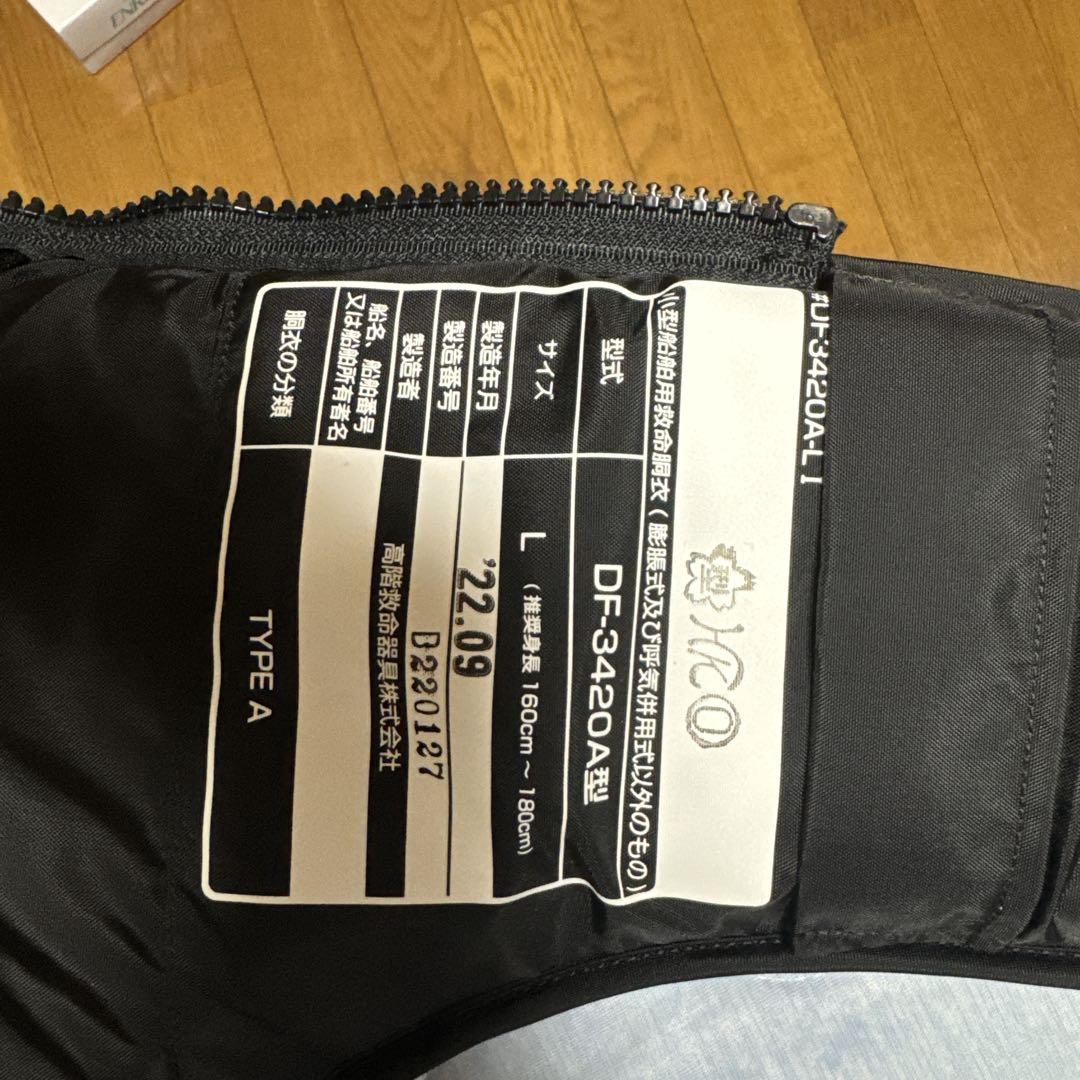 #DF3420A-L I
型 HCO
小型船舶用救命胴衣(膨脹式及び呼気併用式以外のもの)
型式 DF-3420A型
サイズ L (推奨身長 160cm~180cm)
製造年月 '22.09
製造番号 B220127
製造者 高階救命器具株式会社
船名、船舶番号
又は船舶所有者名
胴衣の分類 TYPE A